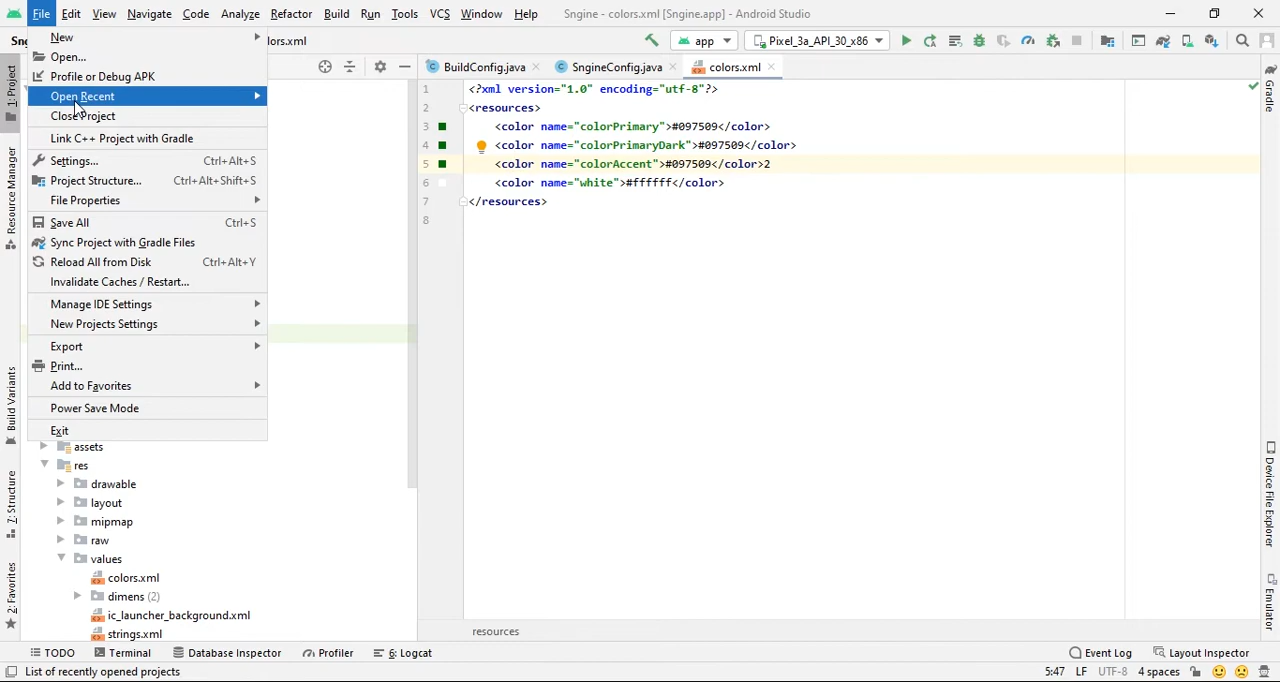 File Edit View Navigate Code Analyze Refactor Build Run Tools VCS Window Help Sngine - colors.xml [Sngine.app] - Android Studio
Sn lors.xml app Pixel_3a_API_30_x86
New
Open...
Profile or Debug APK
Open Recent
Close Project
Link C++ Project with Gradle
Settings... Ctrl+Alt+S
Project Structure... Ctrl+Alt+Shift+S
File Properties
Save All Ctrl+S
Sync Project with Gradle Files
Reload All from Disk Ctrl+Alt+Y
Invalidate Caches / Restart...
Manage IDE Settings
New Projects Settings
Export
Print...
Add to Favorites
Power Save Mode
Exit
1: Project
Resource Manager
Build Variants
7: Structure
2: Favorites
assets
res
drawable
layout
mipmap
raw
values
colors.xml
dimens (2)
ic_launcher_background.xml
strings.xml
BuildConfig.java SngineConfig.java colors.xml
1 <?xml version="1.0" encoding="utf-8"?>
2 <resources>
3 <color name="colorPrimary">#097509</color>
4 <color name="colorPrimaryDark">#097509</color>
5 <color name="colorAccent">#097509</color>2
6 <color name="white">#ffffff</color>
7 </resources>
8
resources
Gradle
Device File Explorer
Emulator
TODO Terminal Database Inspector Profiler 6: Logcat Event Log Layout Inspector
List of recently opened projects 5:47 LF UTF-8 4 spaces